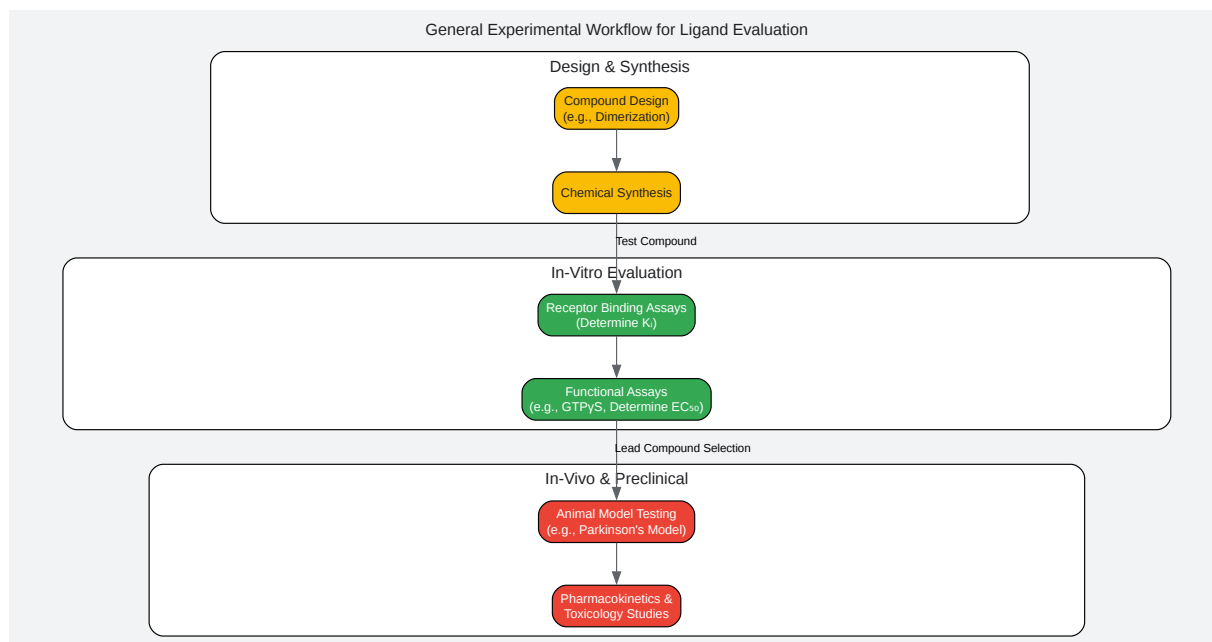 General Experimental Workflow for Ligand Evaluation
Design & Synthesis
Compound Design
(e.g., Dimerization)
Chemical Synthesis
Test Compound
In-Vitro Evaluation
Receptor Binding Assays
(Determine Kᵢ)
Functional Assays
(e.g., GTPγS, Determine EC₅₀)
Lead Compound Selection
In-Vivo & Preclinical
Animal Model Testing
(e.g., Parkinson's Model)
Pharmacokinetics &
Toxicology Studies